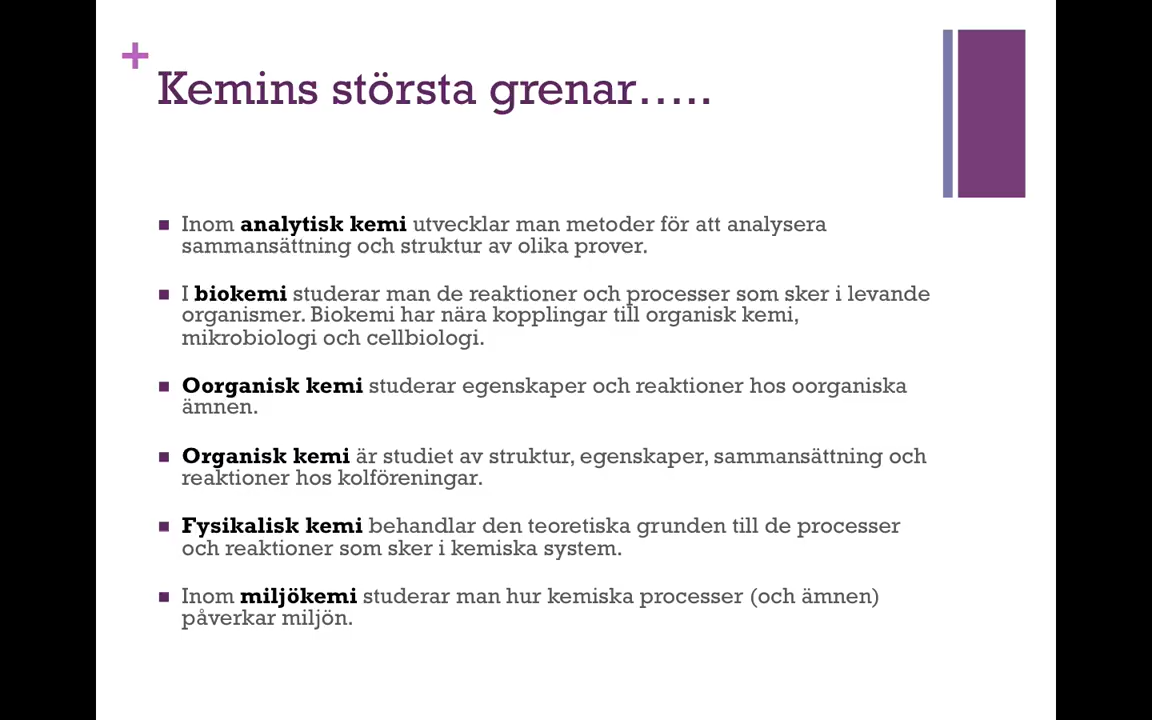 +
Kemins största grenar…..
■ Inom analytisk kemi utvecklar man metoder för att analysera
sammansättning och struktur av olika prover.
■ I biokemi studerar man de reaktioner och processer som sker i levande
organismer. Biokemi har nära kopplingar till organisk kemi,
mikrobiologi och cellbiologi.
■ Oorganisk kemi studerar egenskaper och reaktioner hos oorganiska
ämnen.
■ Organisk kemi är studiet av struktur, egenskaper, sammansättning och
reaktioner hos kolföreningar.
■ Fysikalisk kemi behandlar den teoretiska grunden till de processer
och reaktioner som sker i kemiska system.
■ Inom miljökemi studerar man hur kemiska processer (och ämnen)
påverkar miljön.